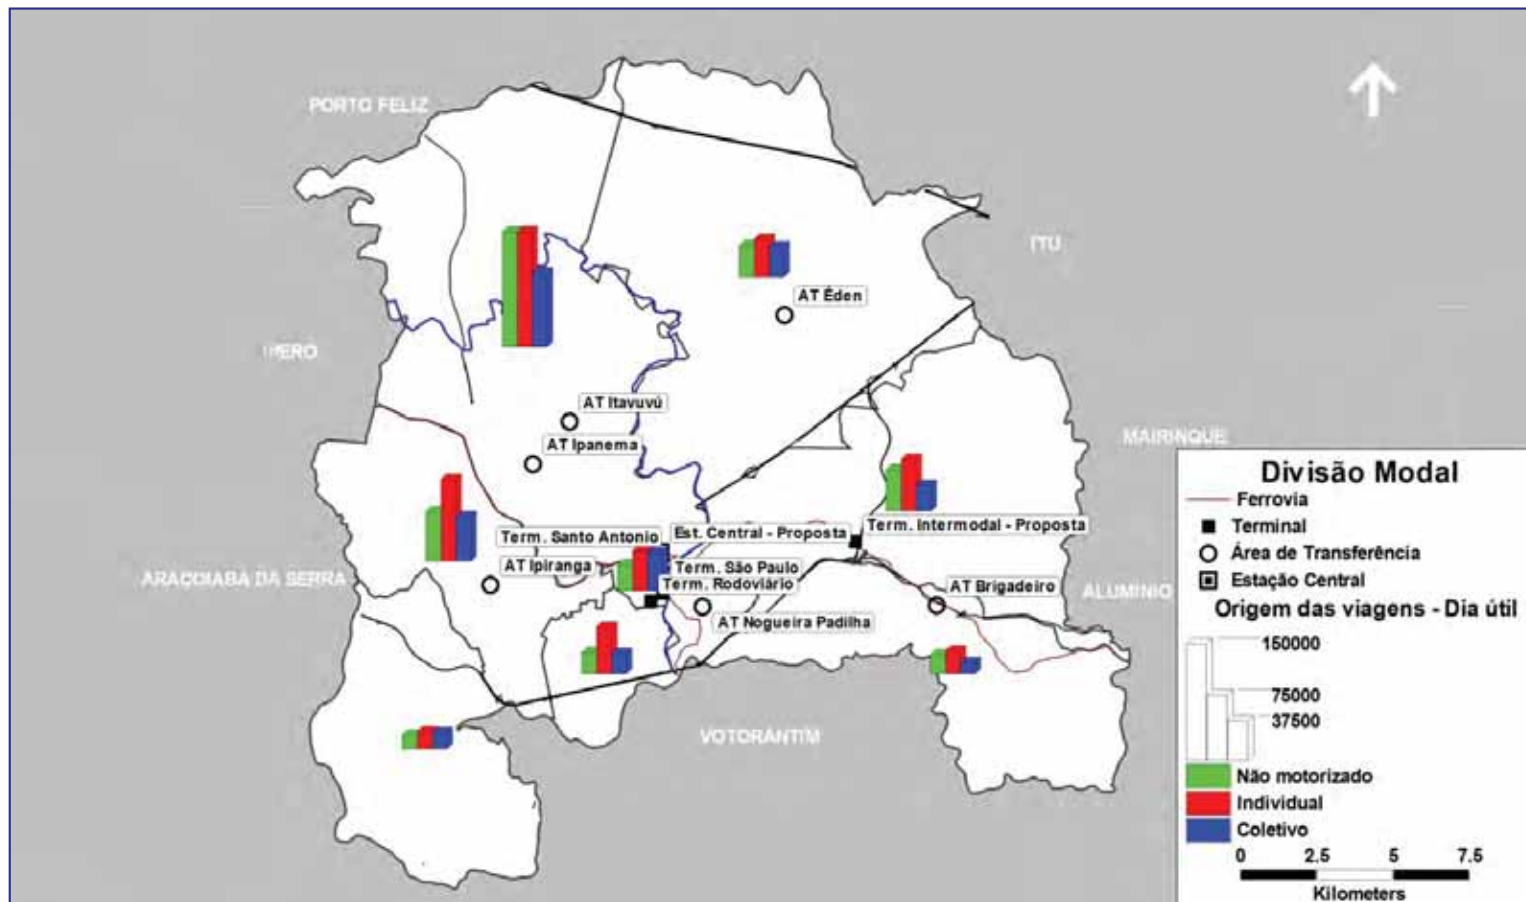 PORTO FELIZ
ITU
AT Éden
AT Itavuvú
AT Ipanema
MAIRINQUE
Term. Santo Antonio
Est. Central - Proposta
Term. Intermodal - Proposta
ARAÇOIABA DA SERRA
AT Ipiranga
Term. São Paulo
Term. Rodoviário
AT Nogueira Padilha
AT Brigadeiro
ALUMÍNIO
VOTORANTIM
Divisão Modal
Ferrovia
Terminal
Área de Transferência
Estação Central
Origem das viagens - Dia útil
150000
75000
37500
Não motorizado
Individual
Coletivo
0 2.5 5 7.5
Kilometers